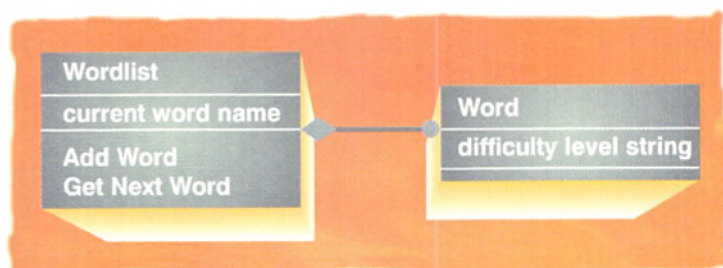 Wordlist
current word name
Add Word
Get Next Word
Word
difficulty level string